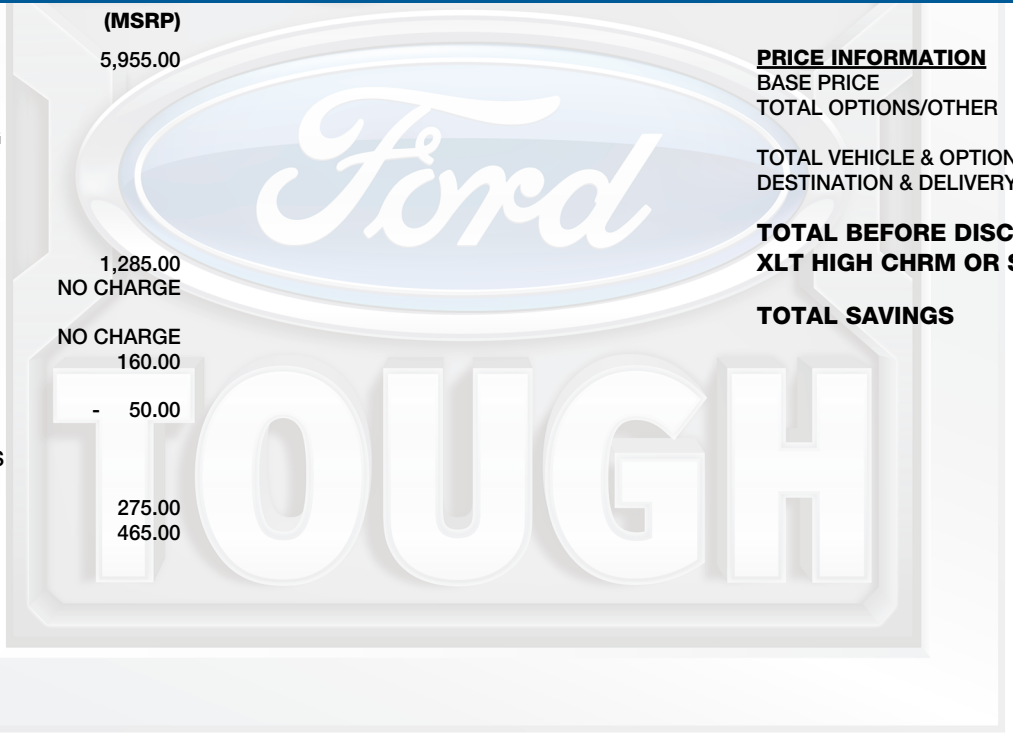 (MSRP)
5,955.00
1,285.00
NO CHARGE
NO CHARGE
160.00
- 50.00
S
275.00
465.00
PRICE INFORMATION
BASE PRICE
TOTAL OPTIONS/OTHER
TOTAL VEHICLE & OPTION
DESTINATION & DELIVERY
TOTAL BEFORE DISC
XLT HIGH CHRM OR S
TOTAL SAVINGS
Ford
TOUGH